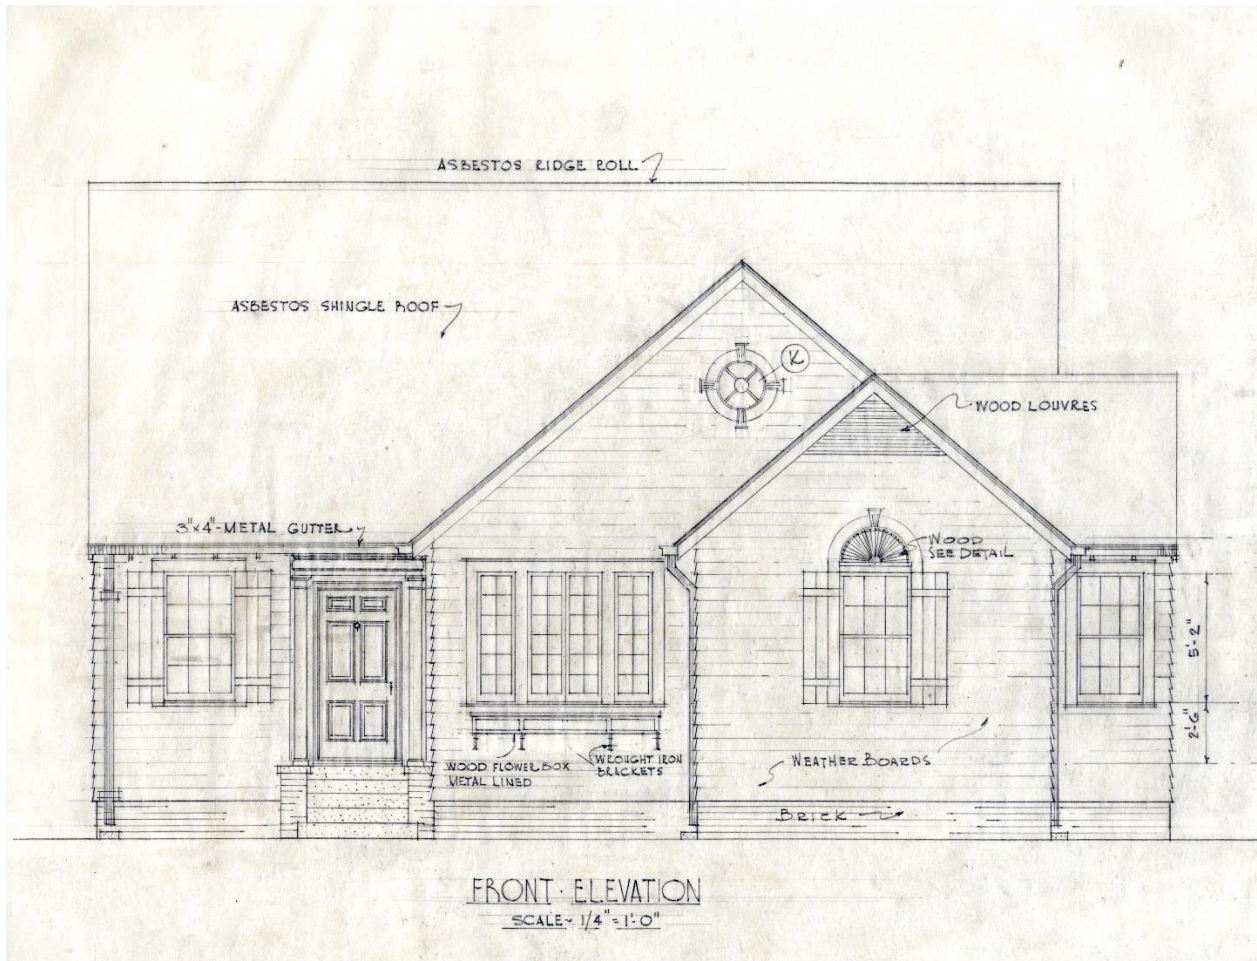 ASBESTOS RIDGE ROLL
ASBESTOS SHINGLE ROOF
K
WOOD LOUVRES
3"x4"-METAL GUTTER
WOOD
SEE DETAIL
5'-2"
2'-6"
WOOD FLOWER BOX
METAL LINED
WROUGHT IRON
BRACKETS
WEATHER BOARDS
BRICK
FRONT · ELEVATION
SCALE~ 1/4" = 1'-0"